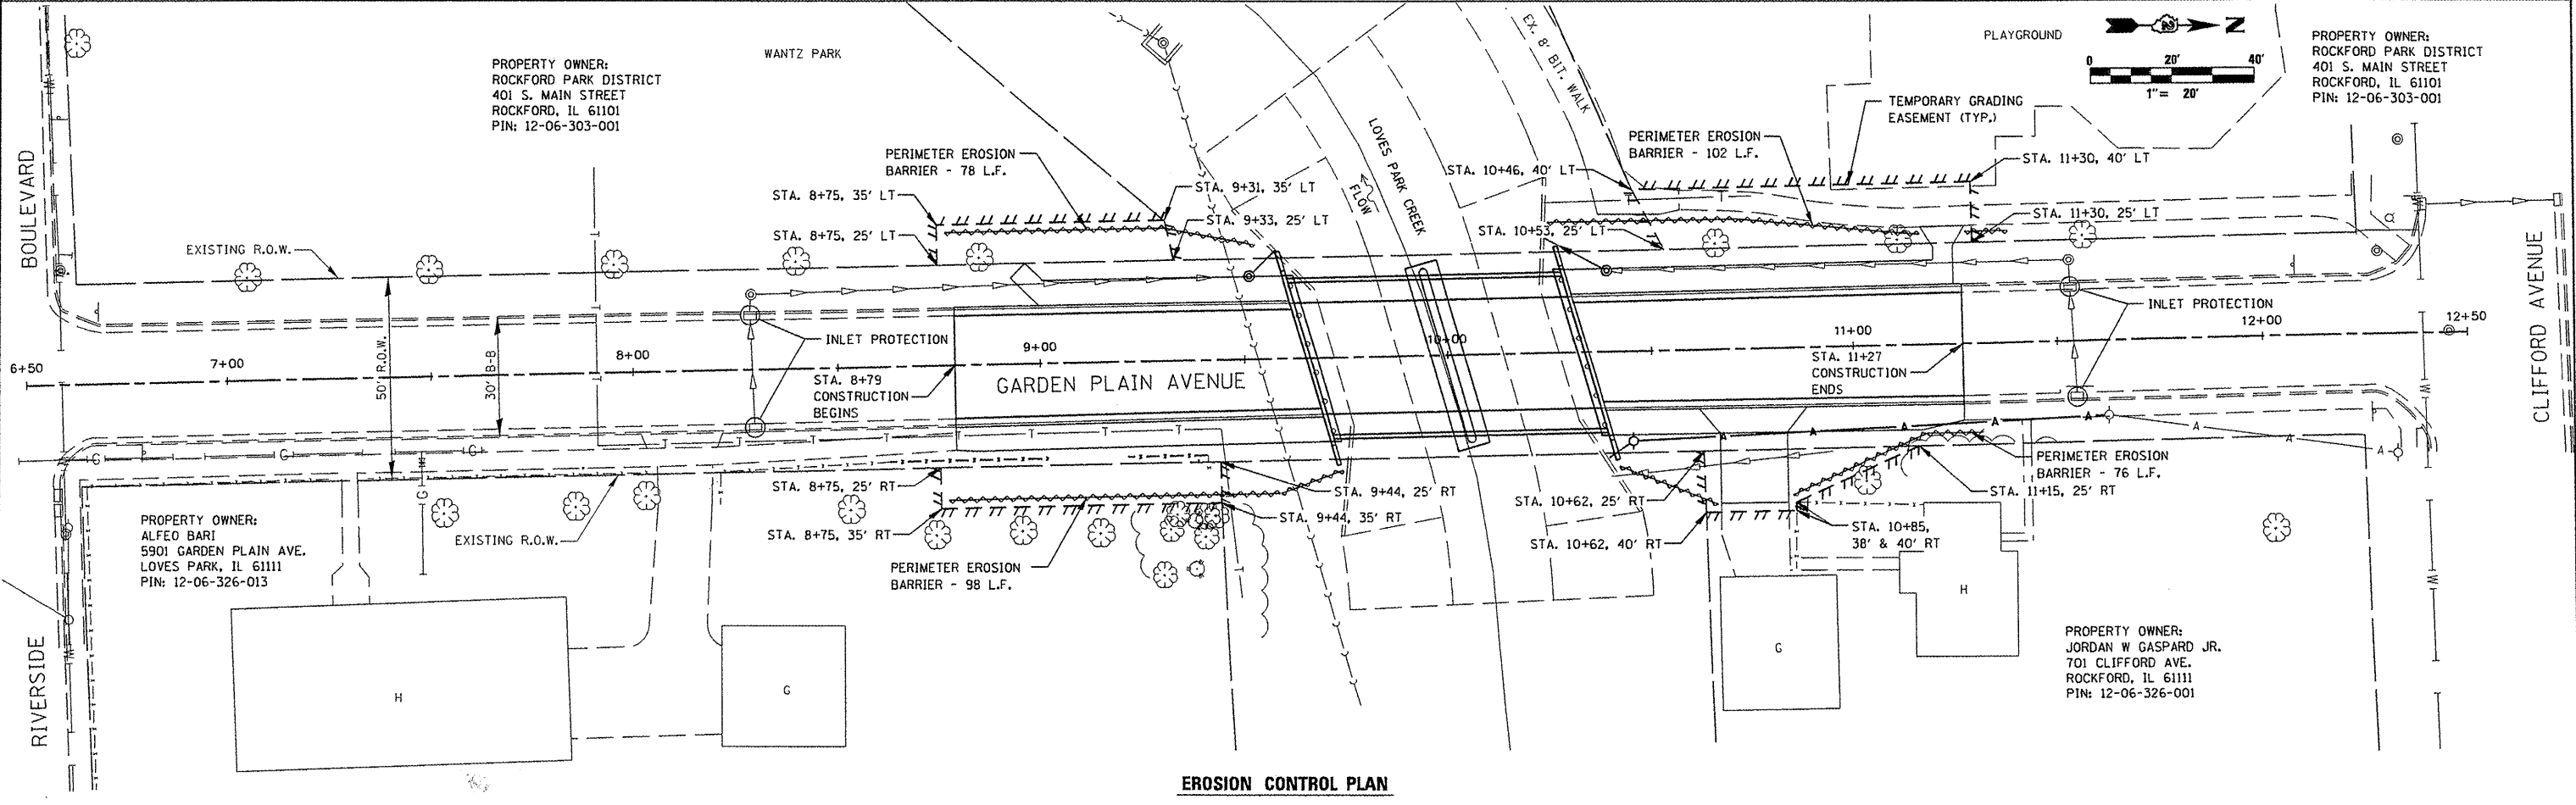 WANTZ PARK
PROPERTY OWNER:
ROCKFORD PARK DISTRICT
401 S. MAIN STREET
ROCKFORD, IL 61101
PIN: 12-06-303-001
EX. 8' BIT. WALK
PLAYGROUND
N
0 20' 40'
1"= 20'
PROPERTY OWNER:
ROCKFORD PARK DISTRICT
401 S. MAIN STREET
ROCKFORD, IL 61101
PIN: 12-06-303-001
TEMPORARY GRADING
EASEMENT (TYP.)
PERIMETER EROSION
BARRIER - 78 L.F.
PERIMETER EROSION
BARRIER - 102 L.F.
LOVES PARK CREEK
FLOW
STA. 8+75, 35' LT
STA. 9+31, 35' LT
STA. 10+46, 40' LT
STA. 11+30, 40' LT
STA. 8+75, 25' LT
STA. 9+33, 25' LT
STA. 10+53, 25' LT
STA. 11+30, 25' LT
BOULEVARD
EXISTING R.O.W.
INLET PROTECTION
INLET PROTECTION
CLIFFORD AVENUE
6+50
7+00
8+00
9+00
10+00
11+00
12+00
12+50
50' R.O.W.
30' B-B
STA. 8+79
CONSTRUCTION
BEGINS
GARDEN PLAIN AVENUE
STA. 11+27
CONSTRUCTION
ENDS
G G G
T T T T T T T
A A A A A A
W W
PERIMETER EROSION
BARRIER - 76 L.F.
STA. 8+75, 25' RT
STA. 9+44, 25' RT
STA. 10+62, 25' RT
STA. 11+15, 25' RT
STA. 8+75, 35' RT
STA. 9+44, 35' RT
STA. 10+62, 40' RT
STA. 10+85,
38' & 40' RT
PROPERTY OWNER:
ALFEO BARI
5901 GARDEN PLAIN AVE.
LOVES PARK, IL 61111
PIN: 12-06-326-013
EXISTING R.O.W.
PERIMETER EROSION
BARRIER - 98 L.F.
H
G
G
H
PROPERTY OWNER:
JORDAN W GASPARD JR.
701 CLIFFORD AVE.
ROCKFORD, IL 61111
PIN: 12-06-326-001
RIVERSIDE
EROSION CONTROL PLAN